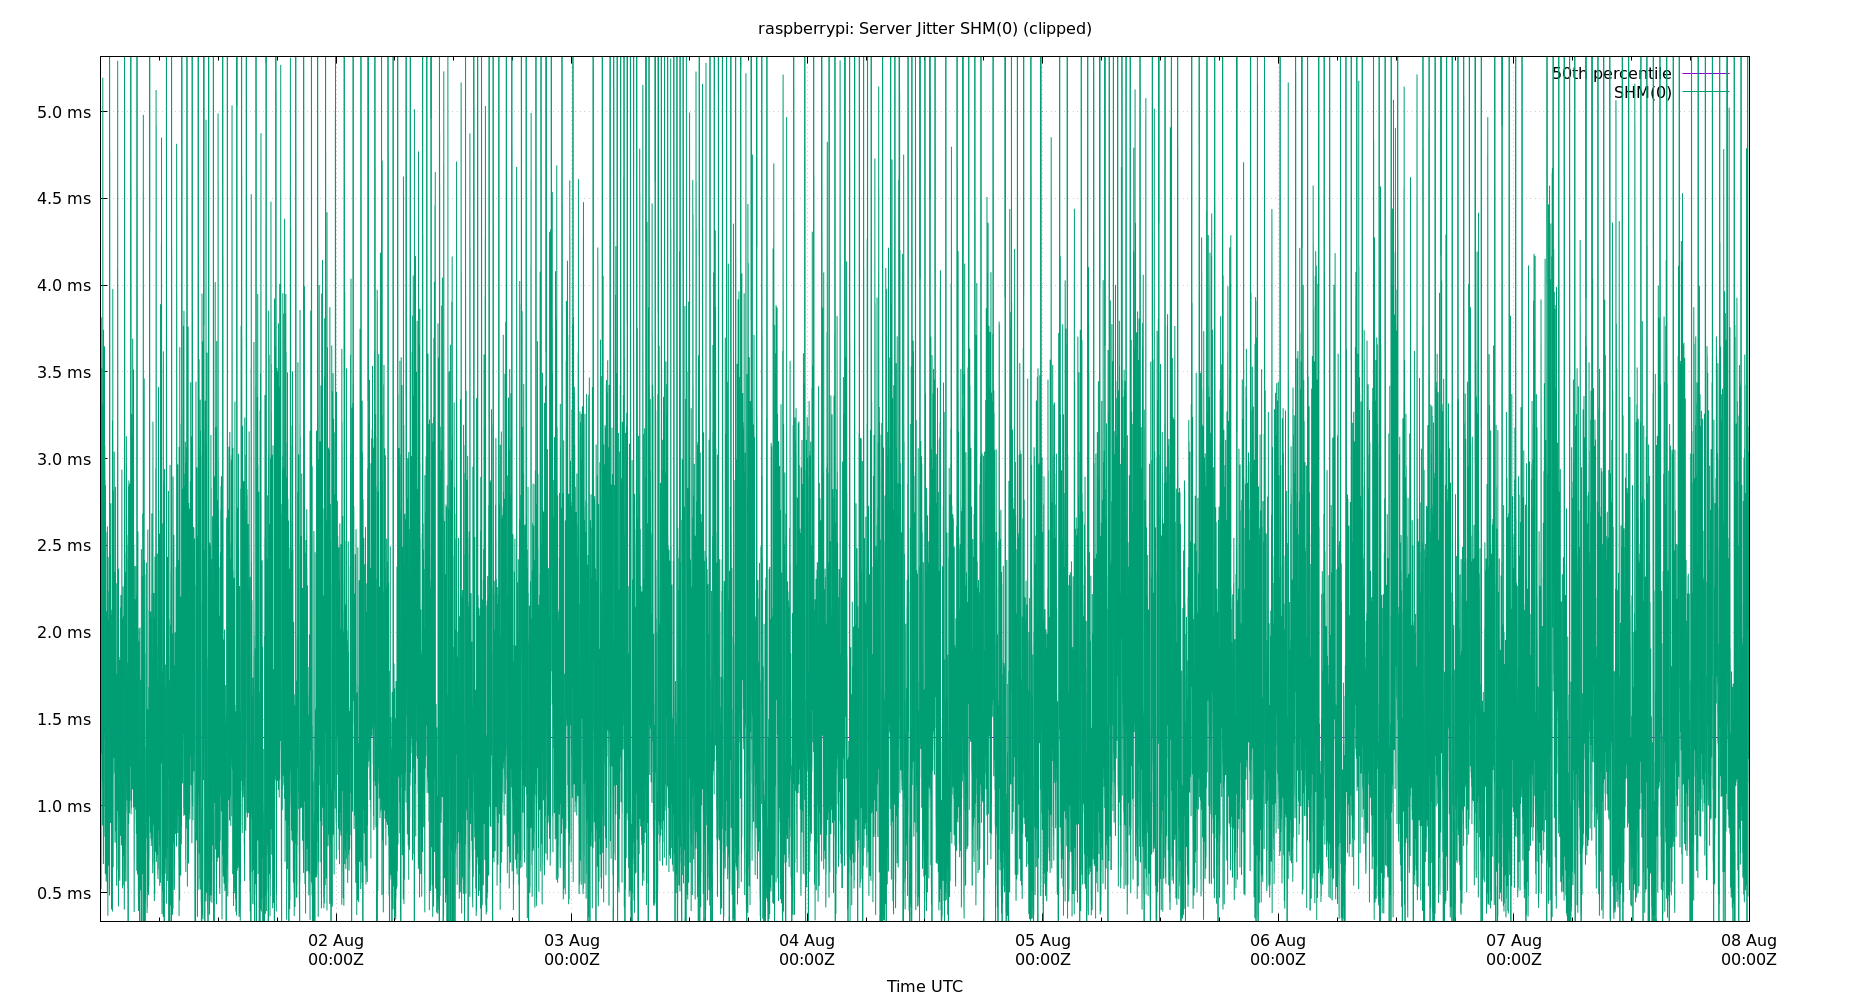 raspberrypi: Server Jitter SHM(0) (clipped)
50th percentile
SHM(0)
5.0 ms
4.5 ms
4.0 ms
3.5 ms
3.0 ms
2.5 ms
2.0 ms
1.5 ms
1.0 ms
0.5 ms
02 Aug 03 Aug 04 Aug 05 Aug 06 Aug 07 Aug 08 Aug
00:00Z 00:00Z 00:00Z 00:00Z 00:00Z 00:00Z 00:00Z
Time UTC